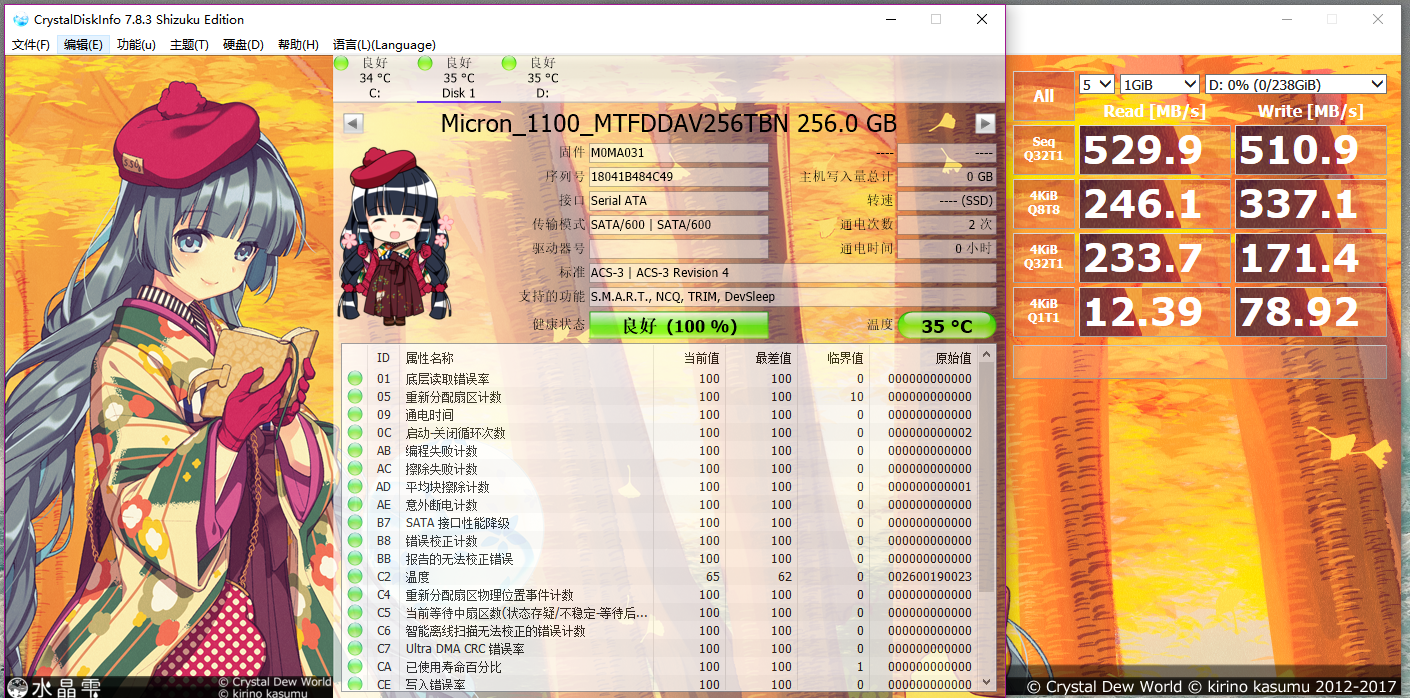 CrystalDiskInfo 7.8.3 Shizuku Edition
文件(F) 编辑(E) 功能(u) 主题(T) 硬盘(D) 帮助(H) 语言(L)(Language)
良好 良好 良好
34 °C 35 °C 35 °C
C: Disk 1 D:
Micron_1100_MTFDDAV256TBN 256.0 GB
固件 M0MA031 ---- ----
序列号 18041B484C49 主机写入量总计 0 GB
接口 Serial ATA 转速 ---- (SSD)
传输模式 SATA/600 | SATA/600 通电次数 2 次
驱动器号 通电时间 0 小时
标准 ACS-3 | ACS-3 Revision 4
支持的功能 S.M.A.R.T., NCQ, TRIM, DevSleep
健康状态 良好 (100 %) 温度 35 °C
ID 属性名称 当前值 最差值 临界值 原始值
01 底层读取错误率 100 100 0 000000000000
05 重新分配扇区计数 100 100 10 000000000000
09 通电时间 100 100 0 000000000000
0C 启动-关闭循环次数 100 100 0 000000000002
AB 编程失败计数 100 100 0 000000000000
AC 擦除失败计数 100 100 0 000000000000
AD 平均块擦除计数 100 100 0 000000000001
AE 意外断电计数 100 100 0 000000000000
B7 SATA 接口性能降级 100 100 0 000000000000
B8 错误校正计数 100 100 0 000000000000
BB 报告的无法校正错误 100 100 0 000000000000
C2 温度 65 62 0 002600190023
C4 重新分配扇区物理位置事件计数 100 100 0 000000000000
C5 当前等待中扇区数(状态存疑/不稳定-等待后... 100 100 0 000000000000
C6 智能离线扫描无法校正的错误计数 100 100 0 000000000000
C7 Ultra DMA CRC 错误率 100 100 0 000000000000
CA 已使用寿命百分比 100 100 1 000000000000
CE 写入错误率 100 100 0 000000000000
550
水晶雫
© Crystal Dew World
© kirino kasumu
All 5 1GiB D: 0% (0/238GiB)
Read [MB/s] Write [MB/s]
Seq Q32T1 529.9 510.9
4KiB Q8T8 246.1 337.1
4KiB Q32T1 233.7 171.4
4KiB Q1T1 12.39 78.92
© Crystal Dew World © kirino kasumu 2012-2017